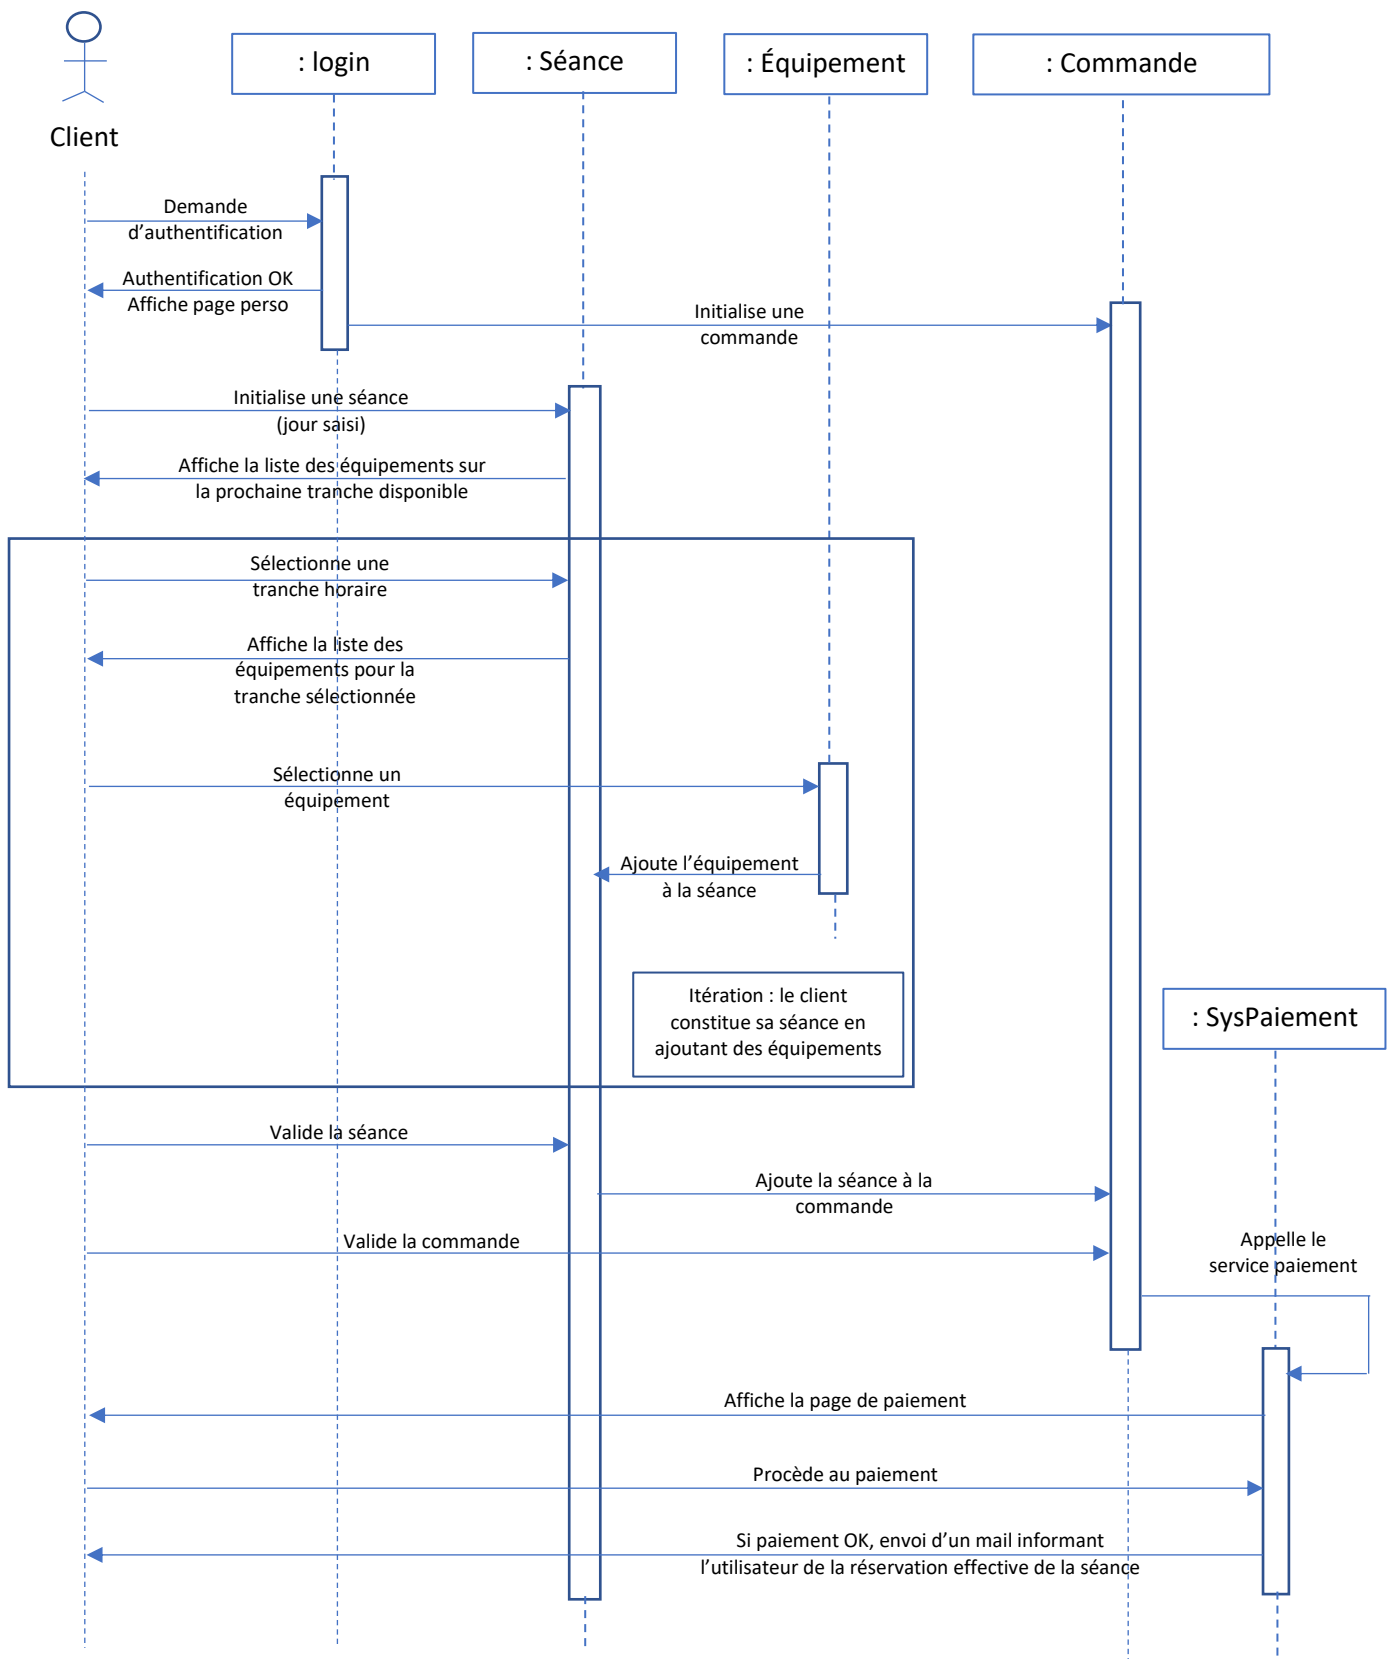 : login
: Séance
: Équipement
: Commande
Client
Demande
d’authentification
Authentification OK
Affiche page perso
Initialise une
commande
Initialise une séance
(jour saisi)
Affiche la liste des équipements sur
la prochaine tranche disponible
Sélectionne une
tranche horaire
Affiche la liste des
équipements pour la
tranche sélectionnée
Sélectionne un
équipement
Ajoute l’équipement
à la séance
Itération : le client
constitue sa séance en
ajoutant des équipements
: SysPaiement
Valide la séance
Ajoute la séance à la
commande
Valide la commande
Appelle le
service paiement
Affiche la page de paiement
Procède au paiement
Si paiement OK, envoi d’un mail informant
l’utilisateur de la réservation effective de la séance